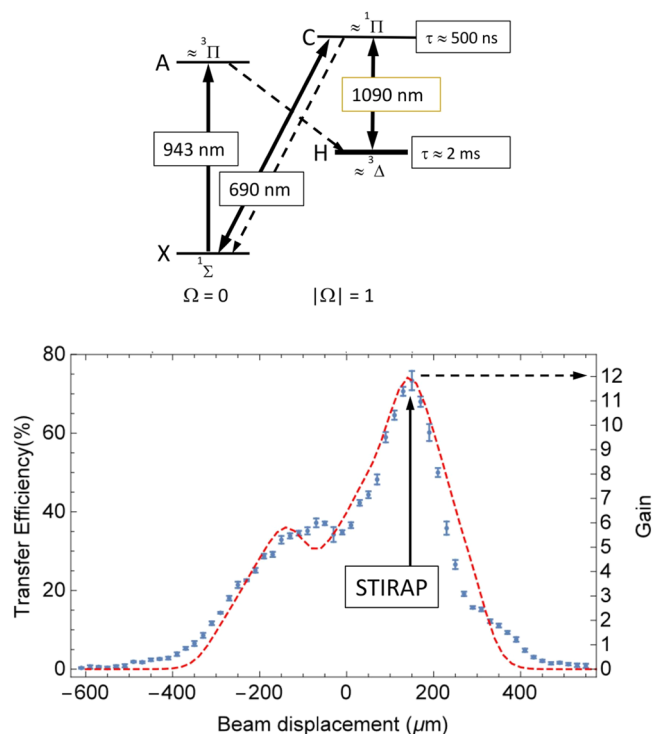 ≈ ³Π
A
C
≈ ¹Π
τ ≈ 500 ns
943 nm
690 nm
1090 nm
H
≈ ³Δ
τ ≈ 2 ms
X
¹Σ
Ω = 0
|Ω| = 1
80
60
40
20
0
Transfer Efficiency(%)
STIRAP
12
11
10
9
8
7
6
5
4
3
2
1
0
Gain
−600
−400
−200
0
200
400
Beam displacement (μm)